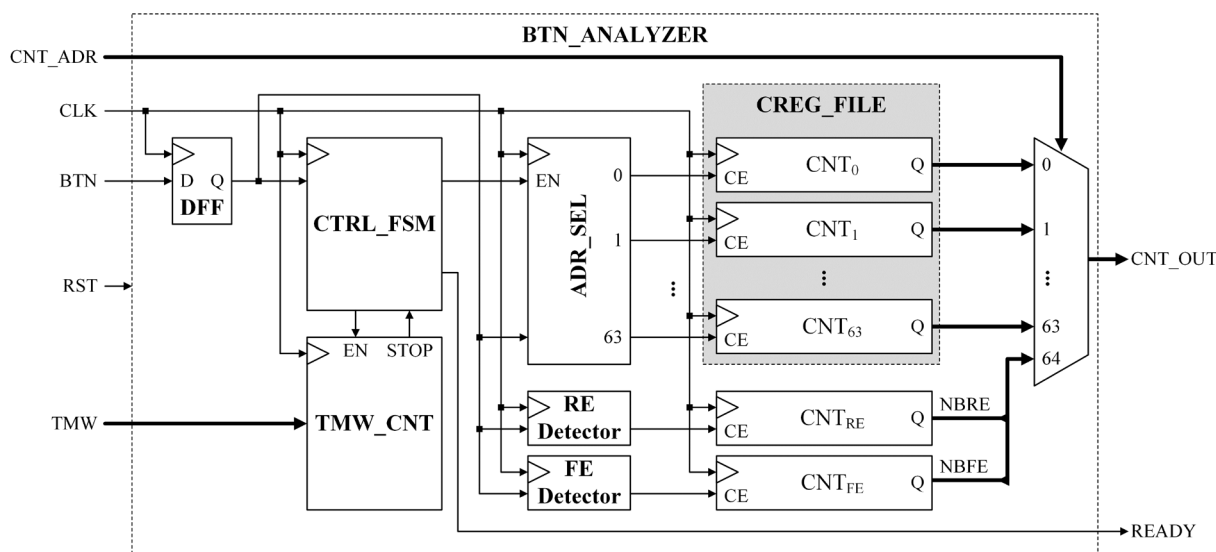 BTN_ANALYZER
CNT_ADR
CLK
CREG_FILE
BTN
D Q
DFF
CTRL_FSM
EN
ADR_SEL
0
1
...
63
CNT0
Q
CE
CNT1
Q
CE
...
CNT63
Q
CE
0
1
...
63
64
CNT_OUT
RST
EN STOP
TMW
TMW_CNT
RE
Detector
CNTRE
Q
CE
NBRE
FE
Detector
CNTFE
Q
CE
NBFE
READY